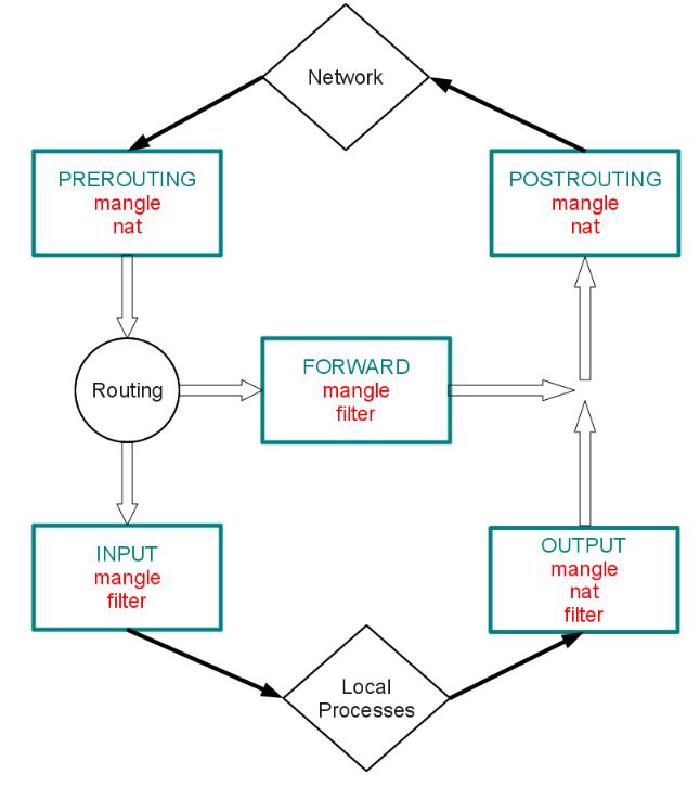 Network
PREROUTING
mangle
nat
POSTROUTING
mangle
nat
Routing
FORWARD
mangle
filter
INPUT
mangle
filter
OUTPUT
mangle
nat
filter
Local
Processes